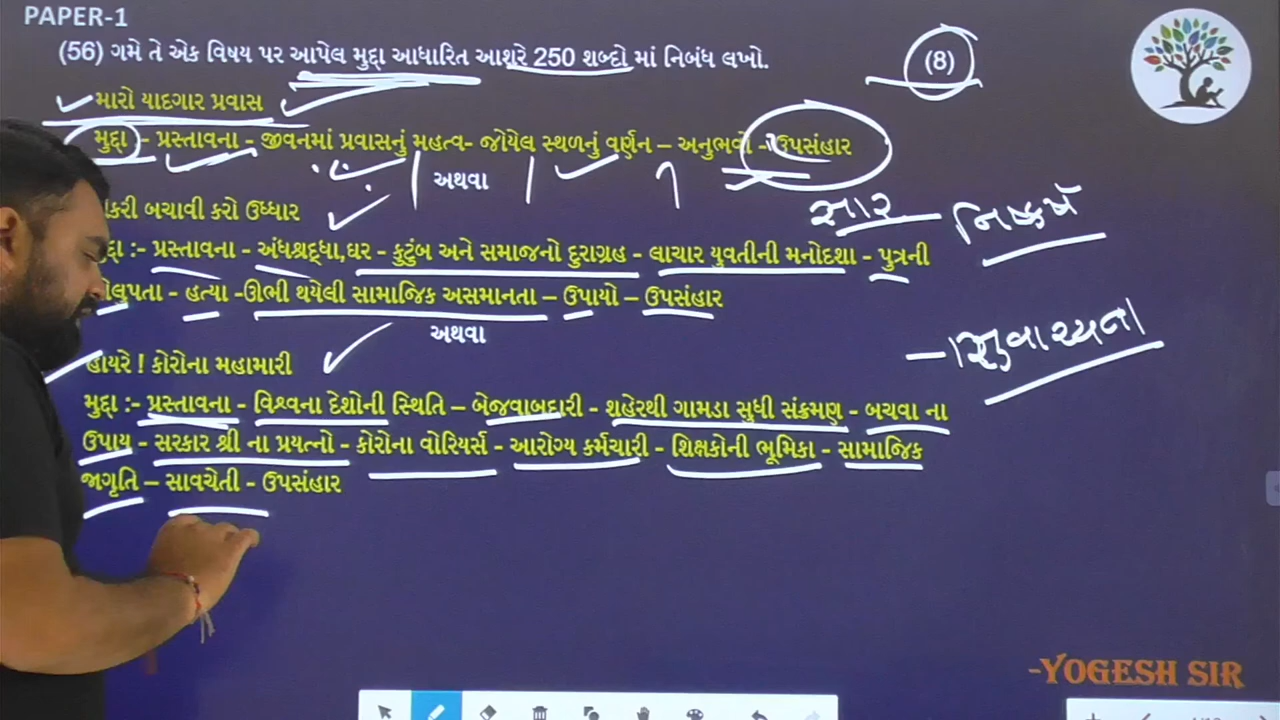 PAPER-1
(56) ગમે તે એક વિષય પર આપેલ મુદ્દા આધારિત આશરે 250 શબ્દો માં નિબંધ લખો.
(8)
મારો યાદગાર પ્રવાસ
મુદ્દા - પ્રસ્તાવના - જીવનમાં પ્રવાસનું મહત્વ- જોયેલ સ્થળનું વર્ણન – અનુભવો - ઉપસંહાર
અથવા
કરી બચાવી કરો ઉધ્ધાર
સાર
નિષ્કર્ષ
:- પ્રસ્તાવના - અંધશ્રદ્ધા,ઘર - કુટુંબ અને સમાજનો દુરાગ્રહ - લાચાર યુવતીની મનોદશા - પુત્રની
- હત્યા -ઊભી થયેલી સામાજિક અસમાનતા – ઉપાયો – ઉપસંહાર
અથવા
હાયરે ! કોરોના મહામારી
મુદ્દા :- પ્રસ્તાવના - વિશ્વના દેશોની સ્થિતિ – બેજવાબદારી - શહેરથી ગામડા સુધી સંક્રમણ - બચવા ના
ઉપાય - સરકાર શ્રી ના પ્રયત્નો - કોરોના વોરિયર્સ - આરોગ્ય કર્મચારી - શિક્ષકોની ભૂમિકા - સામાજિક
જાગૃતિ – સાવચેતી - ઉપસંહાર
-YOGESH SIR